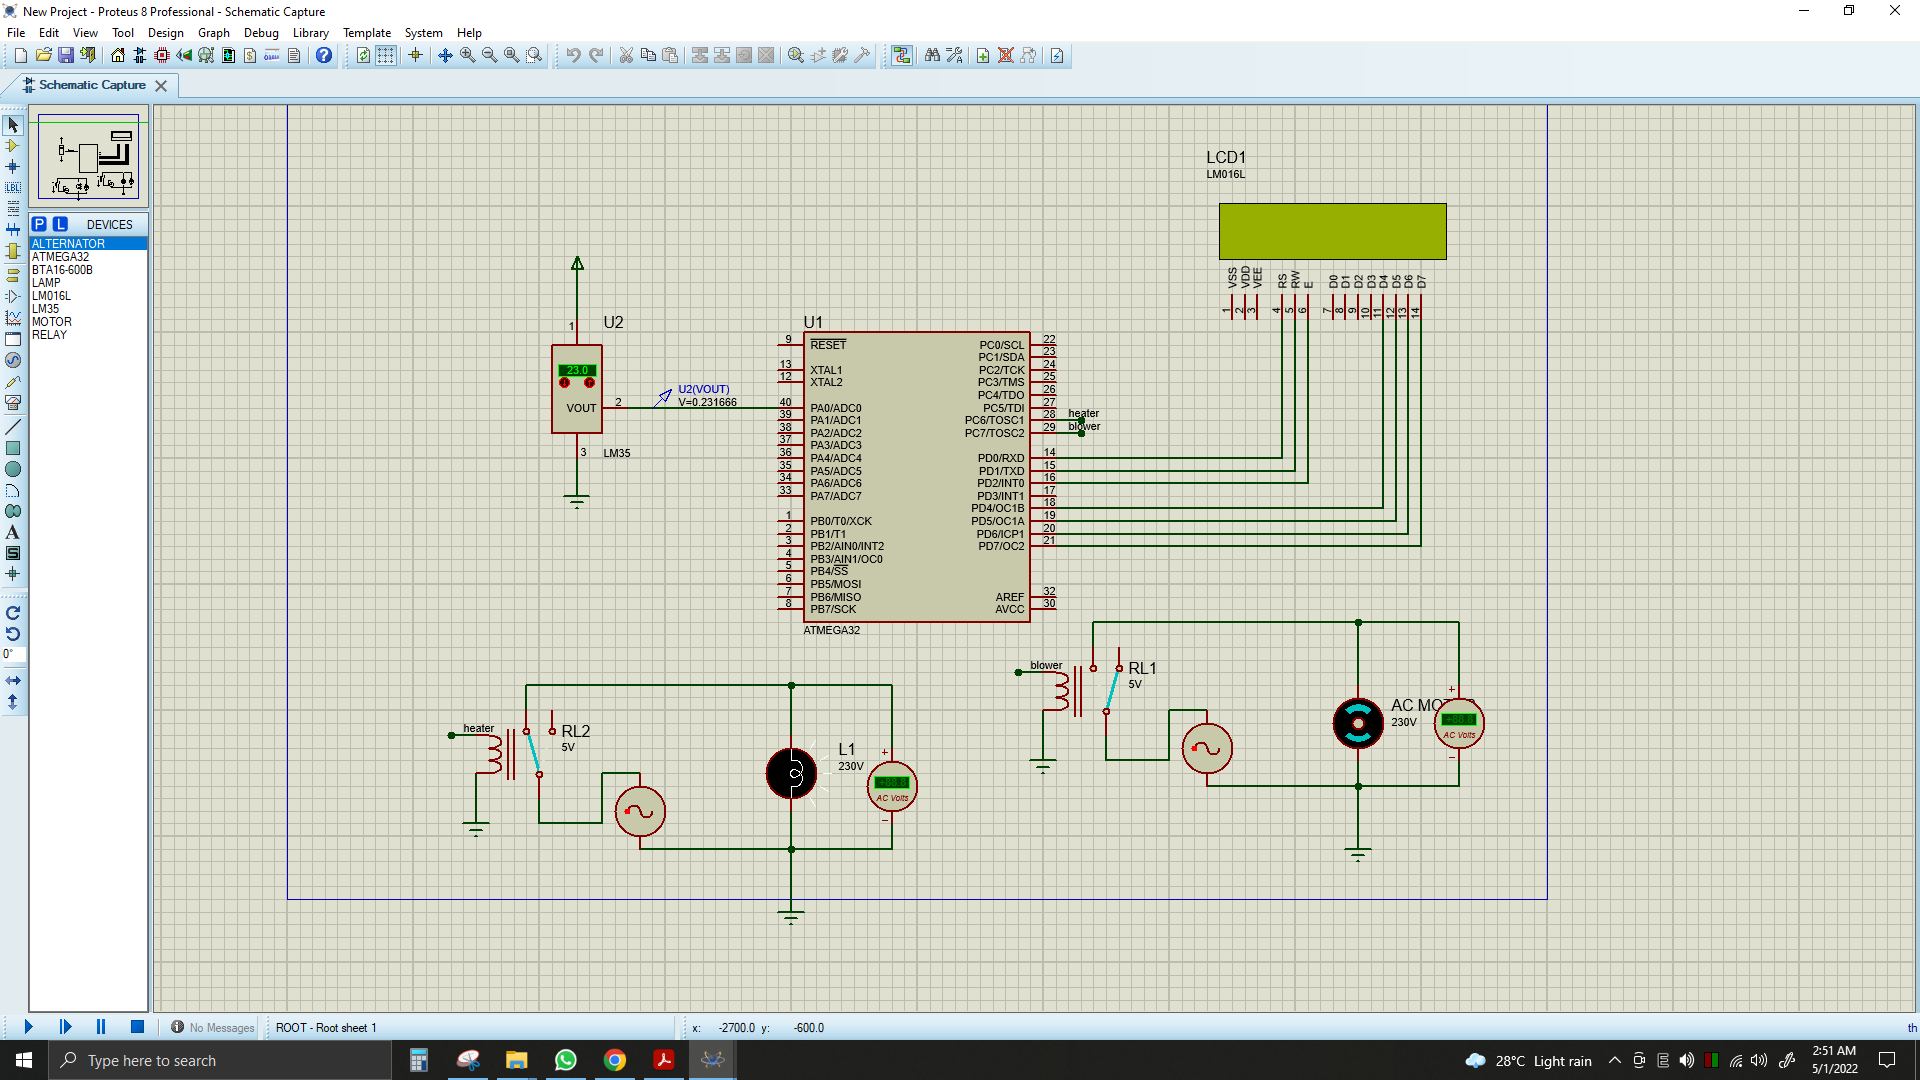 New Project - Proteus 8 Professional - Schematic Capture
File Edit View Tool Design Graph Debug Library Template System Help
Schematic Capture
P L DEVICES
ALTERNATOR
ATMEGA32
BTA16-600B
LAMP
LM016L
LM35
MOTOR
RELAY
0°
LCD1
LM016L
VSS VDD VEE RS RW E D0 D1 D2 D3 D4 D5 D6 D7
1 2 3 4 5 6 7 8 9 10 11 12 13 14
U2
1
23.0
VOUT
2
3
LM35
U2(VOUT)
V=0.231666
U1
9 RESET PC0/SCL 22
PC1/SDA 23
13 XTAL1 PC2/TCK 24
12 XTAL2 PC3/TMS 25
PC4/TDO 26
40 PA0/ADC0 PC5/TDI 27
39 PA1/ADC1 PC6/TOSC1 28 heater
38 PA2/ADC2 PC7/TOSC2 29 blower
37 PA3/ADC3
36 PA4/ADC4 PD0/RXD 14
35 PA5/ADC5 PD1/TXD 15
34 PA6/ADC6 PD2/INT0 16
33 PA7/ADC7 PD3/INT1 17
PD4/OC1B 18
1 PB0/T0/XCK PD5/OC1A 19
2 PB1/T1 PD6/ICP1 20
3 PB2/AIN0/INT2 PD7/OC2 21
4 PB3/AIN1/OC0
5 PB4/SS
6 PB5/MOSI
7 PB6/MISO AREF 32
8 PB7/SCK AVCC 30
ATMEGA32
blower
RL1
5V
230V
+
+88.8
AC Volts
−
heater
RL2
5V
L1
230V
+
+88.8
AC Volts
−
No Messages ROOT - Root sheet 1 x: -2700.0 y: -600.0 th
Type here to search
28°C Light rain
2:51 AM
5/1/2022